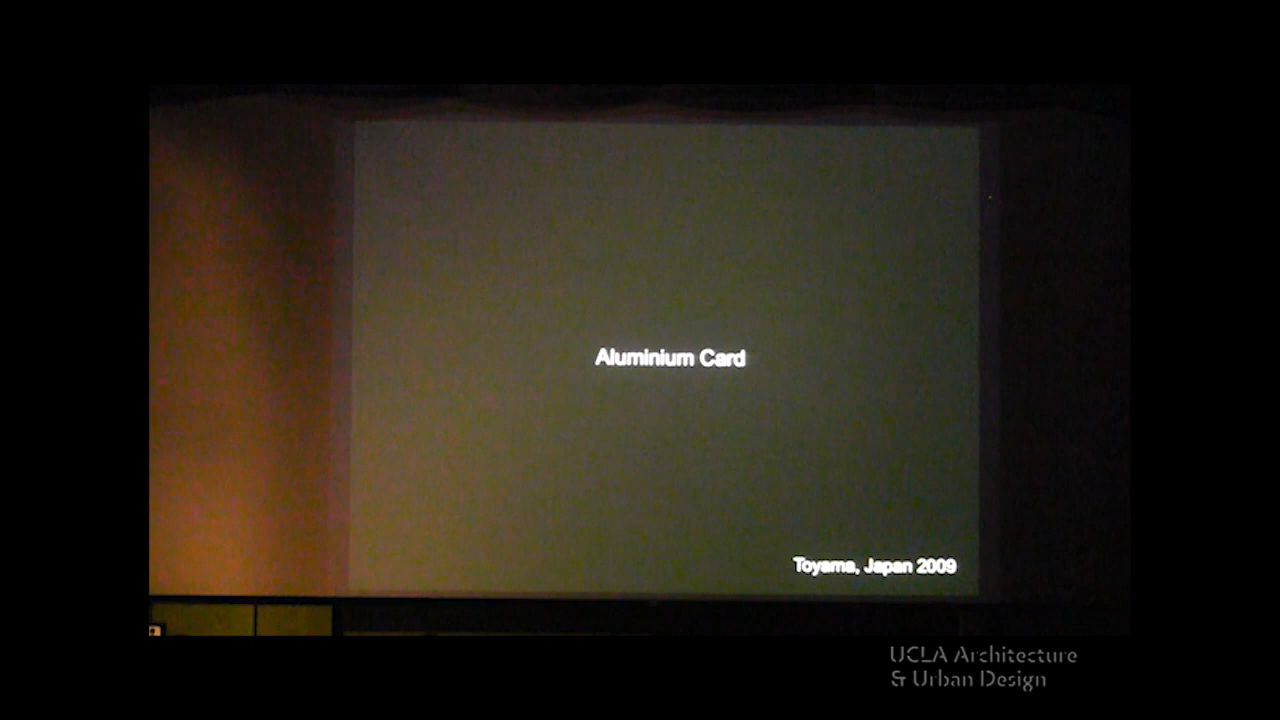 Aluminium Card
Toyama, Japan 2009
UCLA Architecture
& Urban Design